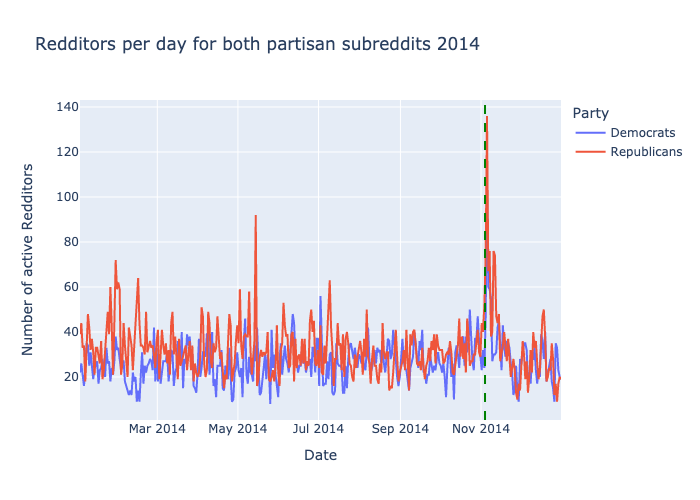 Redditors per day for both partisan subreddits 2014
Party
Democrats
Republicans
Number of active Redditors
140
120
100
80
60
40
20
Mar 2014
May 2014
Jul 2014
Sep 2014
Nov 2014
Date